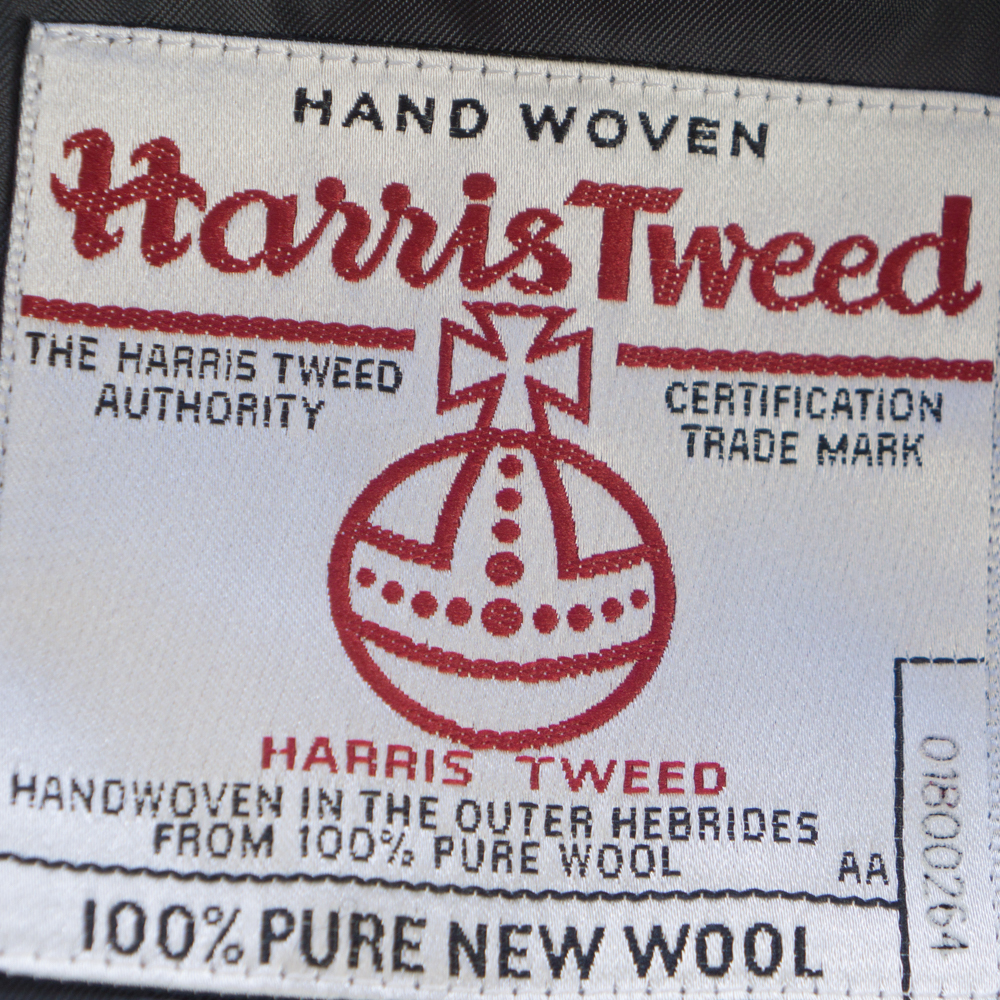 HAND WOVEN
Harris Tweed
THE HARRIS TWEED
AUTHORITY
CERTIFICATION
TRADE MARK
HARRIS TWEED
HANDWOVEN IN THE OUTER HEBRIDES
FROM 100% PURE WOOL
AA
01800264
100% PURE NEW WOOL